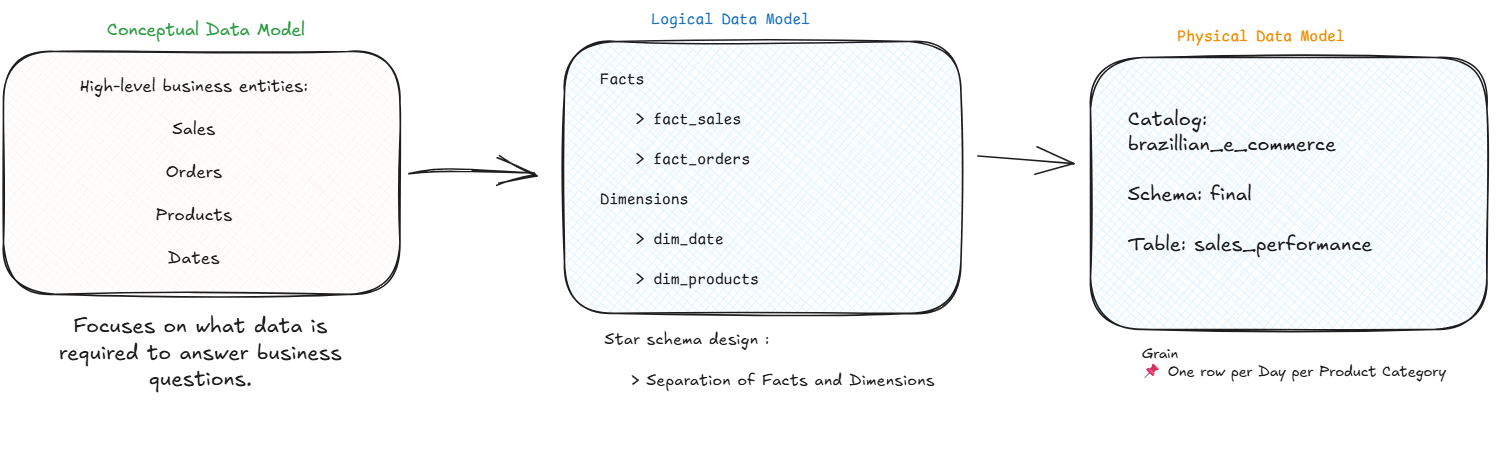 Conceptual Data Model
High-level business entities:
Sales
Orders
Products
Dates
Focuses on what data is
required to answer business
questions.
Logical Data Model
Facts
> fact_sales
> fact_orders
Dimensions
> dim_date
> dim_products
Star schema design :
> Separation of Facts and Dimensions
Physical Data Model
Catalog:
brazillian_e_commerce
Schema: final
Table: sales_performance
Grain
📌 One row per Day per Product Category